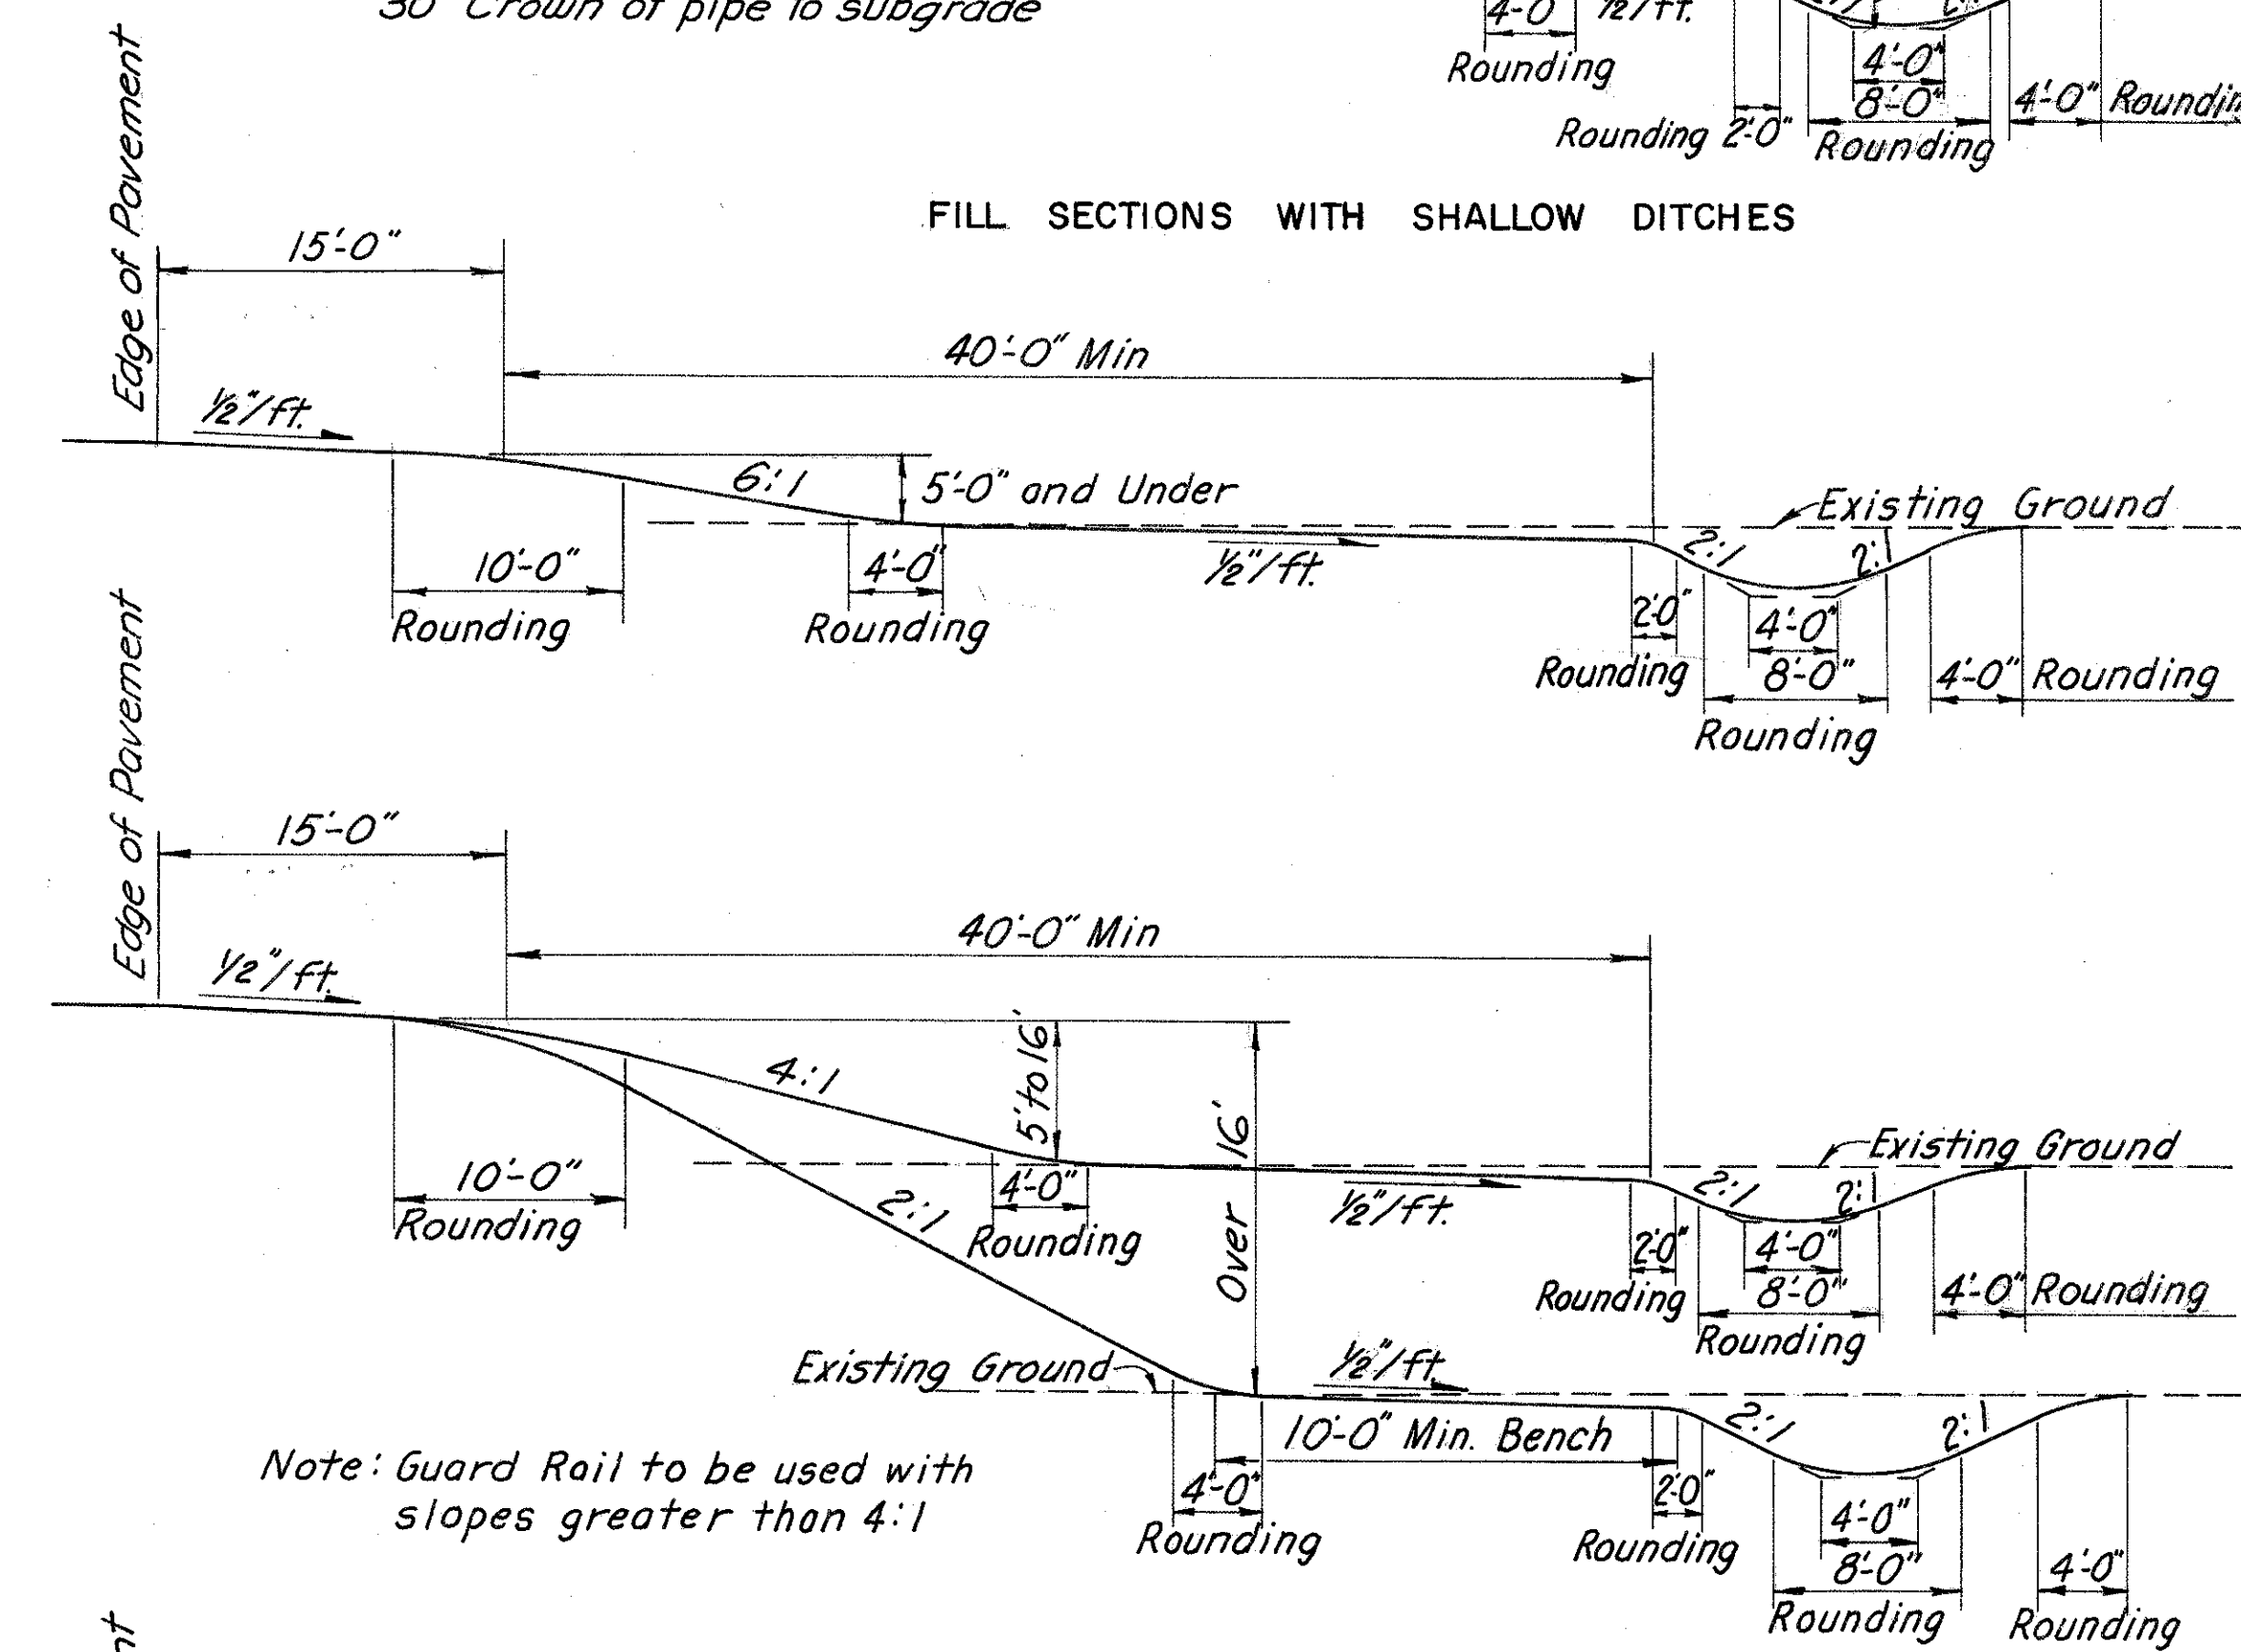 30" Crown of pipe to subgrade
4'-0"
1/2"/ft.
Rounding
4'-0"
8'-0"
4'-0"
Rounding 2'-0"
Rounding
FILL SECTIONS WITH SHALLOW DITCHES
Edge of Pavement
15'-0"
40'-0" Min
1/2"/ft.
6:1
5'-0" and Under
Existing Ground
2:1
2:1
1/2"/ft.
10'-0"
Rounding
4'-0"
Rounding
2'-0"
Rounding
4'-0"
8'-0"
Rounding
4'-0" Rounding
Edge of Pavement
15'-0"
40'-0" Min
1/2"/ft.
4:1
5' to 16'
Over 16'
Existing Ground
2:1
2:1
2:1
1/2"/ft.
10'-0"
Rounding
4'-0"
Rounding
2'-0"
Rounding
4'-0"
8'-0"
Rounding
4'-0" Rounding
Existing Ground
1/2"/ft.
2:1
2:1
10'-0" Min. Bench
4'-0"
Rounding
2'-0"
Rounding
4'-0"
8'-0"
Rounding
4'-0"
Rounding
Note: Guard Rail to be used with
slopes greater than 4:1